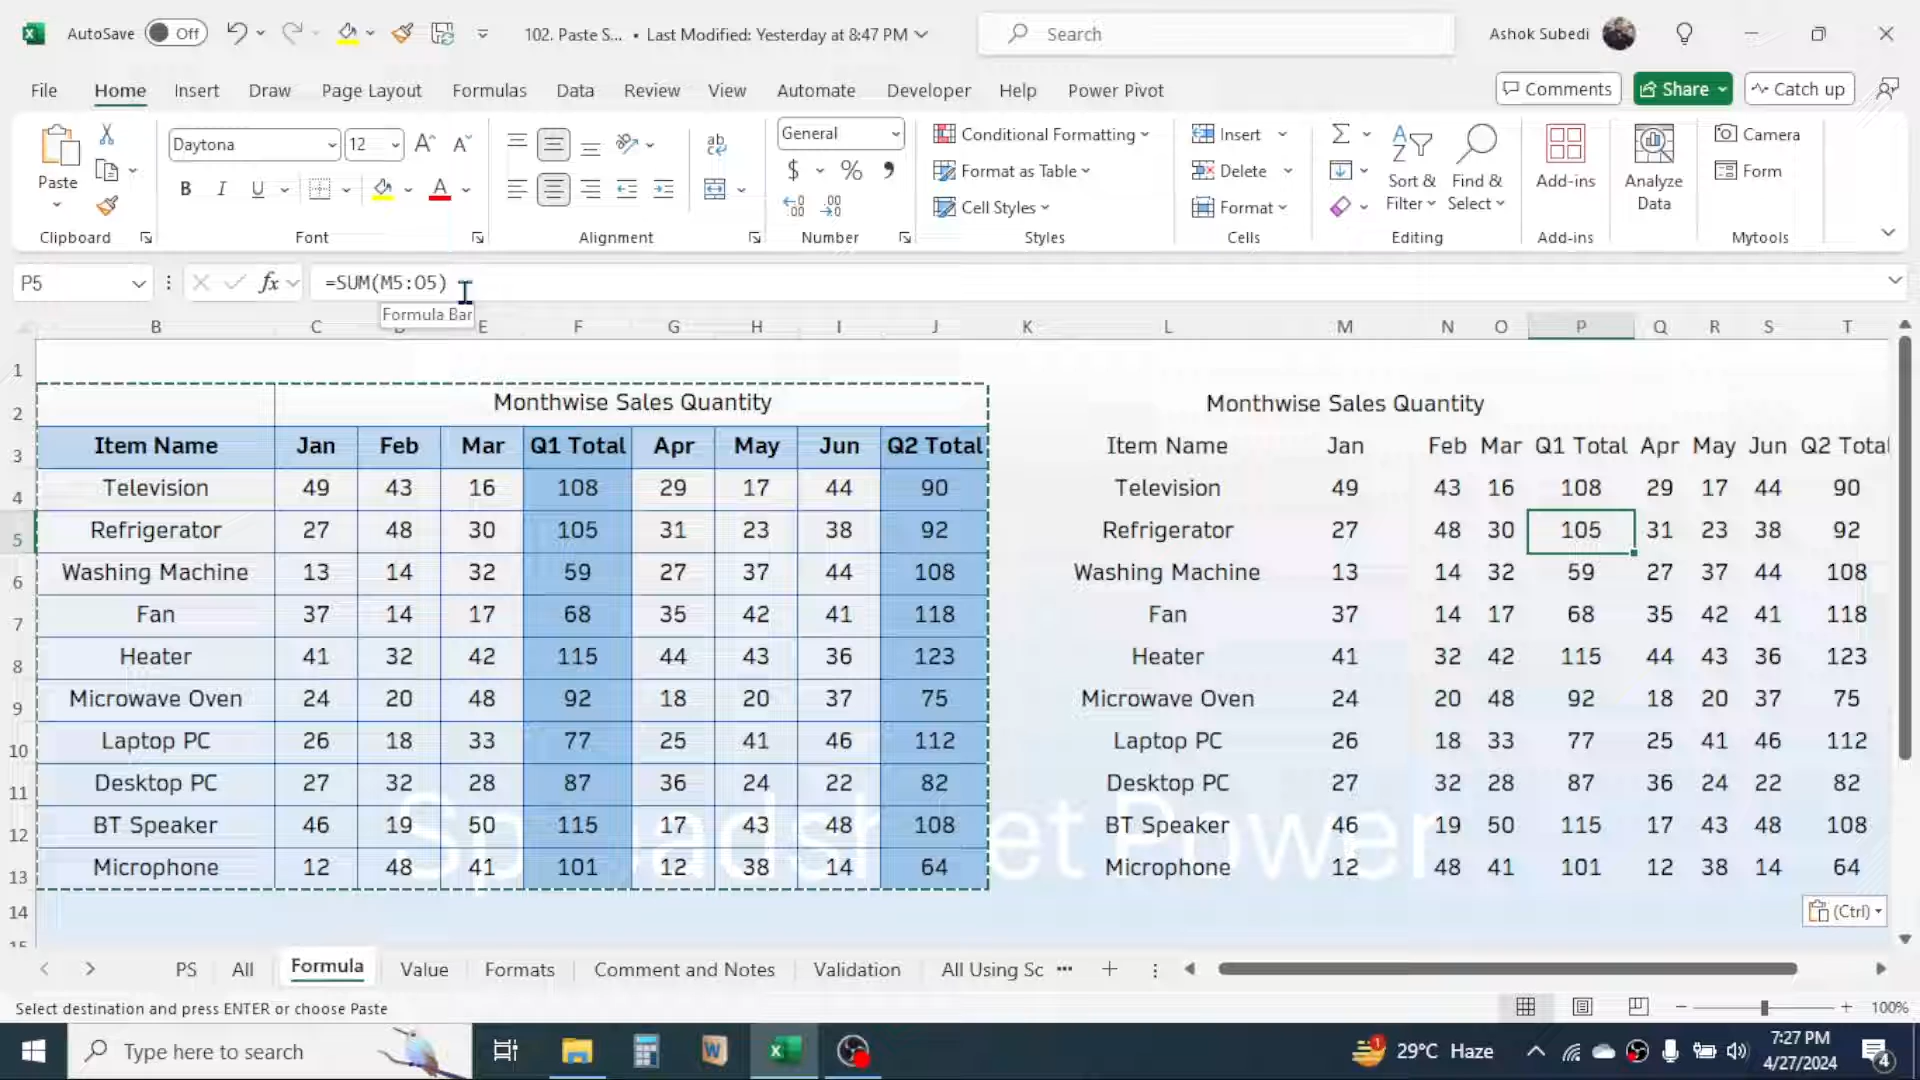 AutoSave Off 102. Paste S... • Last Modified: Yesterday at 8:47 PM Search Ashok Subedi
File Home Insert Draw Page Layout Formulas Data Review View Automate Developer Help Power Pivot Comments Share Catch up
Paste Daytona 12 General Conditional Formatting Insert Camera
B I U A $ % Format as Table Delete Sort & Filter Find & Select Add-ins Analyze Data Form
Cell Styles Format
Clipboard Font Alignment Number Styles Cells Editing Add-ins Mytools
P5 fx =SUM(M5:O5)
Formula Bar
B C E F G H I J K L M N O P Q R S T
1
2 Monthwise Sales Quantity Monthwise Sales Quantity
3 Item Name Jan Feb Mar Q1 Total Apr May Jun Q2 Total Item Name Jan Feb Mar Q1 Total Apr May Jun Q2 Total
4 Television 49 43 16 108 29 17 44 90 Television 49 43 16 108 29 17 44 90
5 Refrigerator 27 48 30 105 31 23 38 92 Refrigerator 27 48 30 105 31 23 38 92
6 Washing Machine 13 14 32 59 27 37 44 108 Washing Machine 13 14 32 59 27 37 44 108
7 Fan 37 14 17 68 35 42 41 118 Fan 37 14 17 68 35 42 41 118
8 Heater 41 32 42 115 44 43 36 123 Heater 41 32 42 115 44 43 36 123
9 Microwave Oven 24 20 48 92 18 20 37 75 Microwave Oven 24 20 48 92 18 20 37 75
10 Laptop PC 26 18 33 77 25 41 46 112 Laptop PC 26 18 33 77 25 41 46 112
11 Desktop PC 27 32 28 87 36 24 22 82 Desktop PC 27 32 28 87 36 24 22 82
12 BT Speaker 46 19 50 115 17 43 48 108 BT Speaker 46 19 50 115 17 43 48 108
Spreadsheet Power
13 Microphone 12 48 41 101 12 38 14 64 Microphone 12 48 41 101 12 38 14 64
14 (Ctrl)
15
PS All Formula Value Formats Comment and Notes Validation All Using Sc ...
Select destination and press ENTER or choose Paste 100%
Type here to search 29°C Haze 7:27 PM
4/27/2024 4